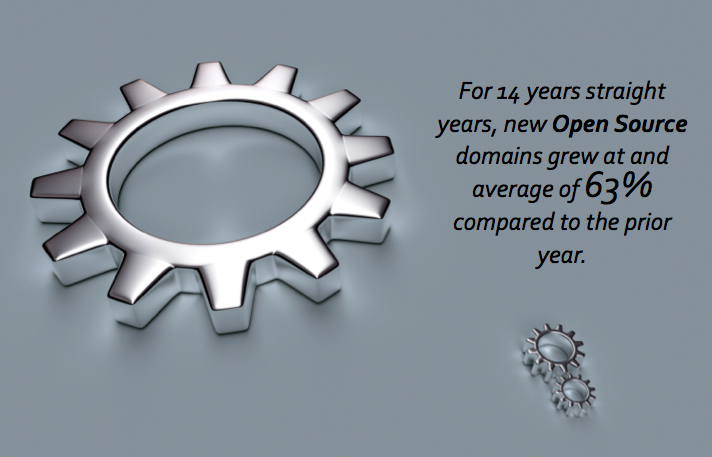 For 14 years straight
years, new Open Source
domains grew at and
average of 63%
compared to the prior
year.